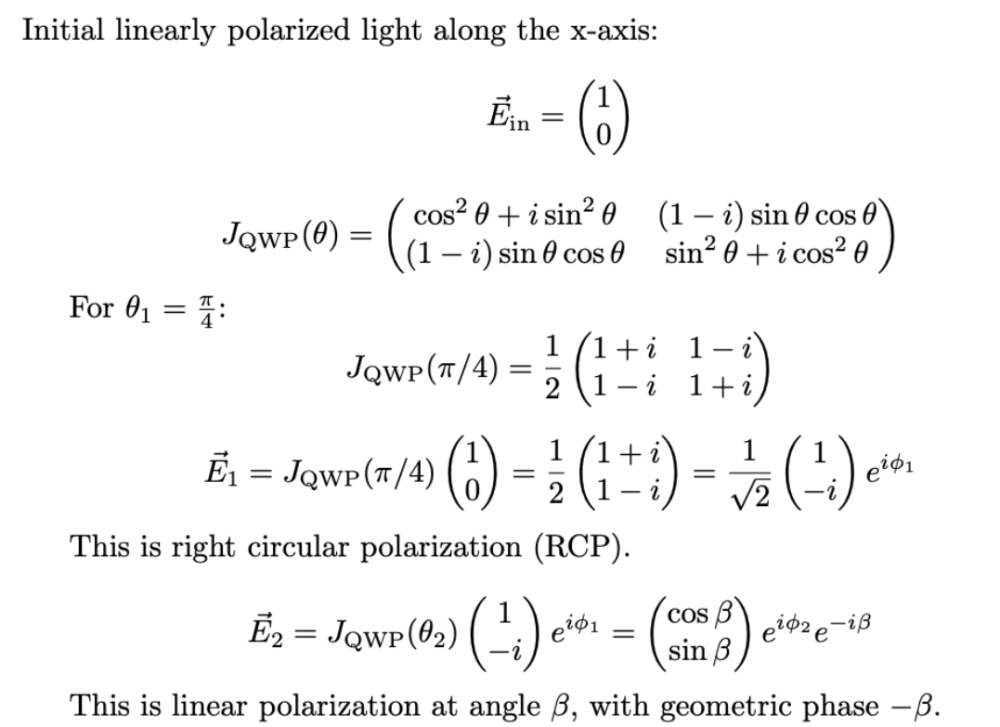 Initial linearly polarized light along the x-axis:
$\vec{E}_{\text{in}} = \begin{pmatrix} 1 \\ 0 \end{pmatrix}$
$J_{\text{QWP}}(\theta) = \begin{pmatrix} \cos^2\theta + i\sin^2\theta & (1-i)\sin\theta\cos\theta \\ (1-i)\sin\theta\cos\theta & \sin^2\theta + i\cos^2\theta \end{pmatrix}$
For $\theta_1 = \frac{\pi}{4}$:
$J_{\text{QWP}}(\pi/4) = \frac{1}{2} \begin{pmatrix} 1+i & 1-i \\ 1-i & 1+i \end{pmatrix}$
$\vec{E}_1 = J_{\text{QWP}}(\pi/4) \begin{pmatrix} 1 \\ 0 \end{pmatrix} = \frac{1}{2} \begin{pmatrix} 1+i \\ 1-i \end{pmatrix} = \frac{1}{\sqrt{2}} \begin{pmatrix} 1 \\ -i \end{pmatrix} e^{i\phi_1}$
This is right circular polarization (RCP).
$\vec{E}_2 = J_{\text{QWP}}(\theta_2) \begin{pmatrix} 1 \\ -i \end{pmatrix} e^{i\phi_1} = \begin{pmatrix} \cos\beta \\ \sin\beta \end{pmatrix} e^{i\phi_2} e^{-i\beta}$
This is linear polarization at angle $\beta$, with geometric phase $-\beta$.